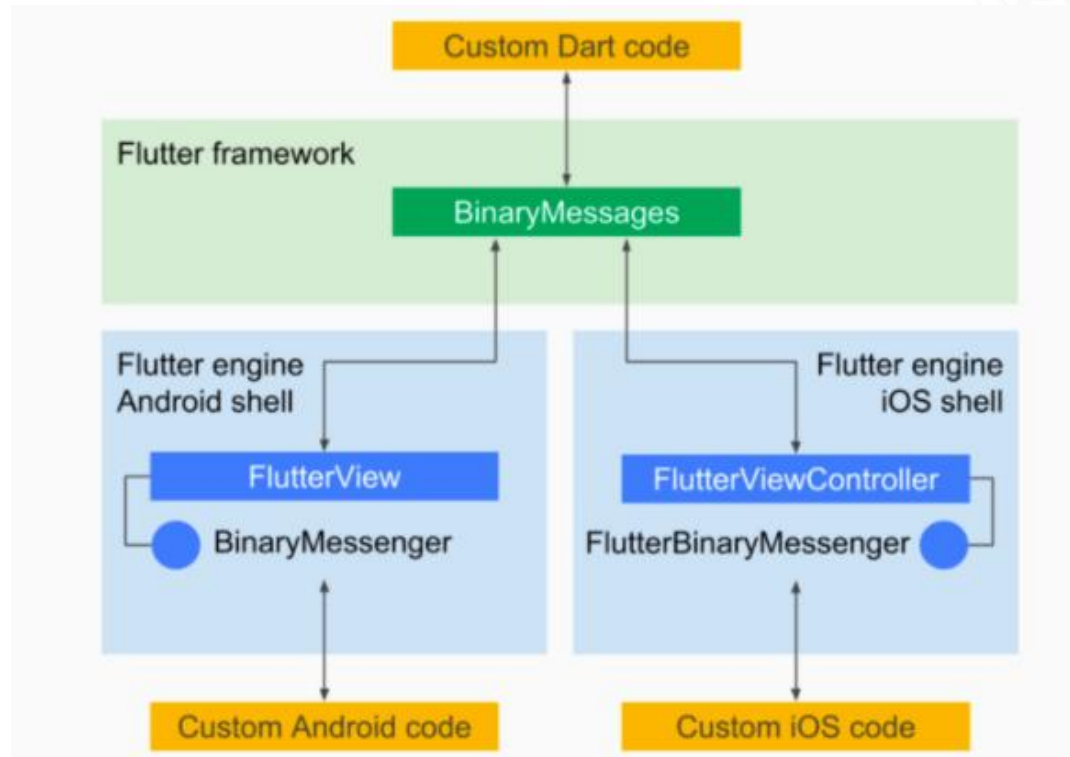 Custom Dart code
Flutter framework
BinaryMessages
Flutter engine
Android shell
FlutterView
BinaryMessenger
Flutter engine
iOS shell
FlutterViewController
FlutterBinaryMessenger
Custom Android code
Custom iOS code